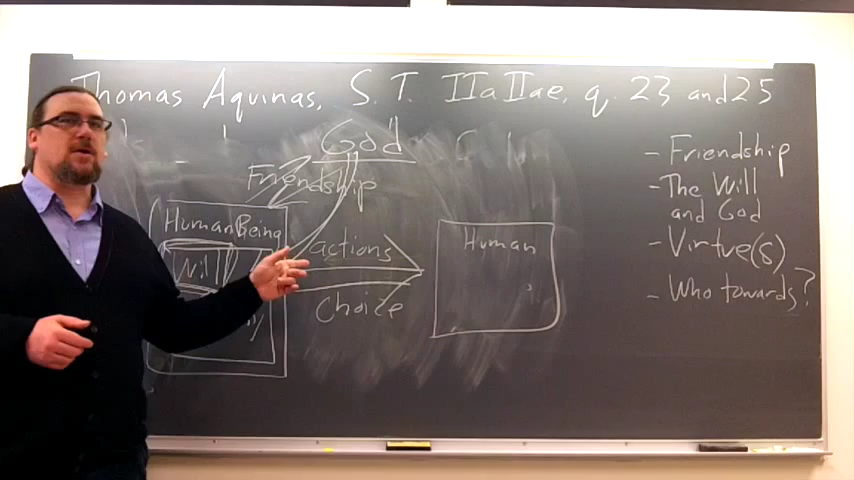 Thomas Aquinas, S. T. IIaIIae, q. 23 and 25
God
Friendship
Human Being
Will
actions
Choice
Human
- Friendship
- The Will
and God
- Virtue(s)
- Who towards?